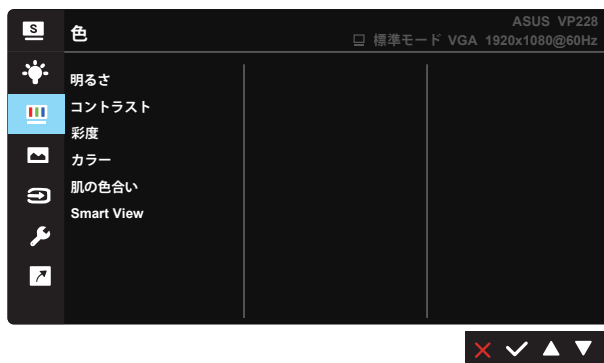 S
色
ASUS VP228
標準モード VGA 1920x1080@60Hz
明るさ
コントラスト
彩度
カラー
肌の色合い
Smart View